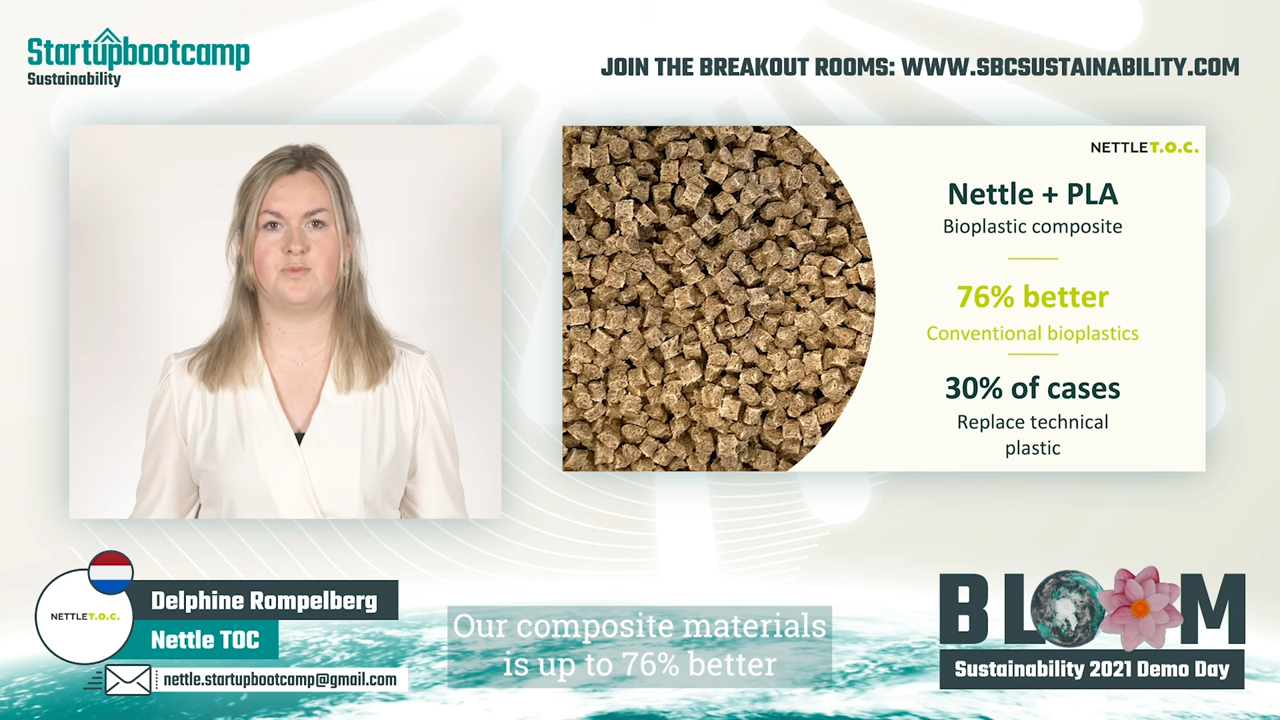 Startupbootcamp
Sustainability
JOIN THE BREAKOUT ROOMS: WWW.SBCSUSTAINABILITY.COM
NETTLE T.O.C.
Nettle + PLA
Bioplastic composite
76% better
Conventional bioplastics
30% of cases
Replace technical
plastic
NETTLE T.O.C.
Delphine Rompelberg
Nettle TOC
nettle.startupbootcamp@gmail.com
Our composite materials
is up to 76% better
BLOOM
Sustainability 2021 Demo Day